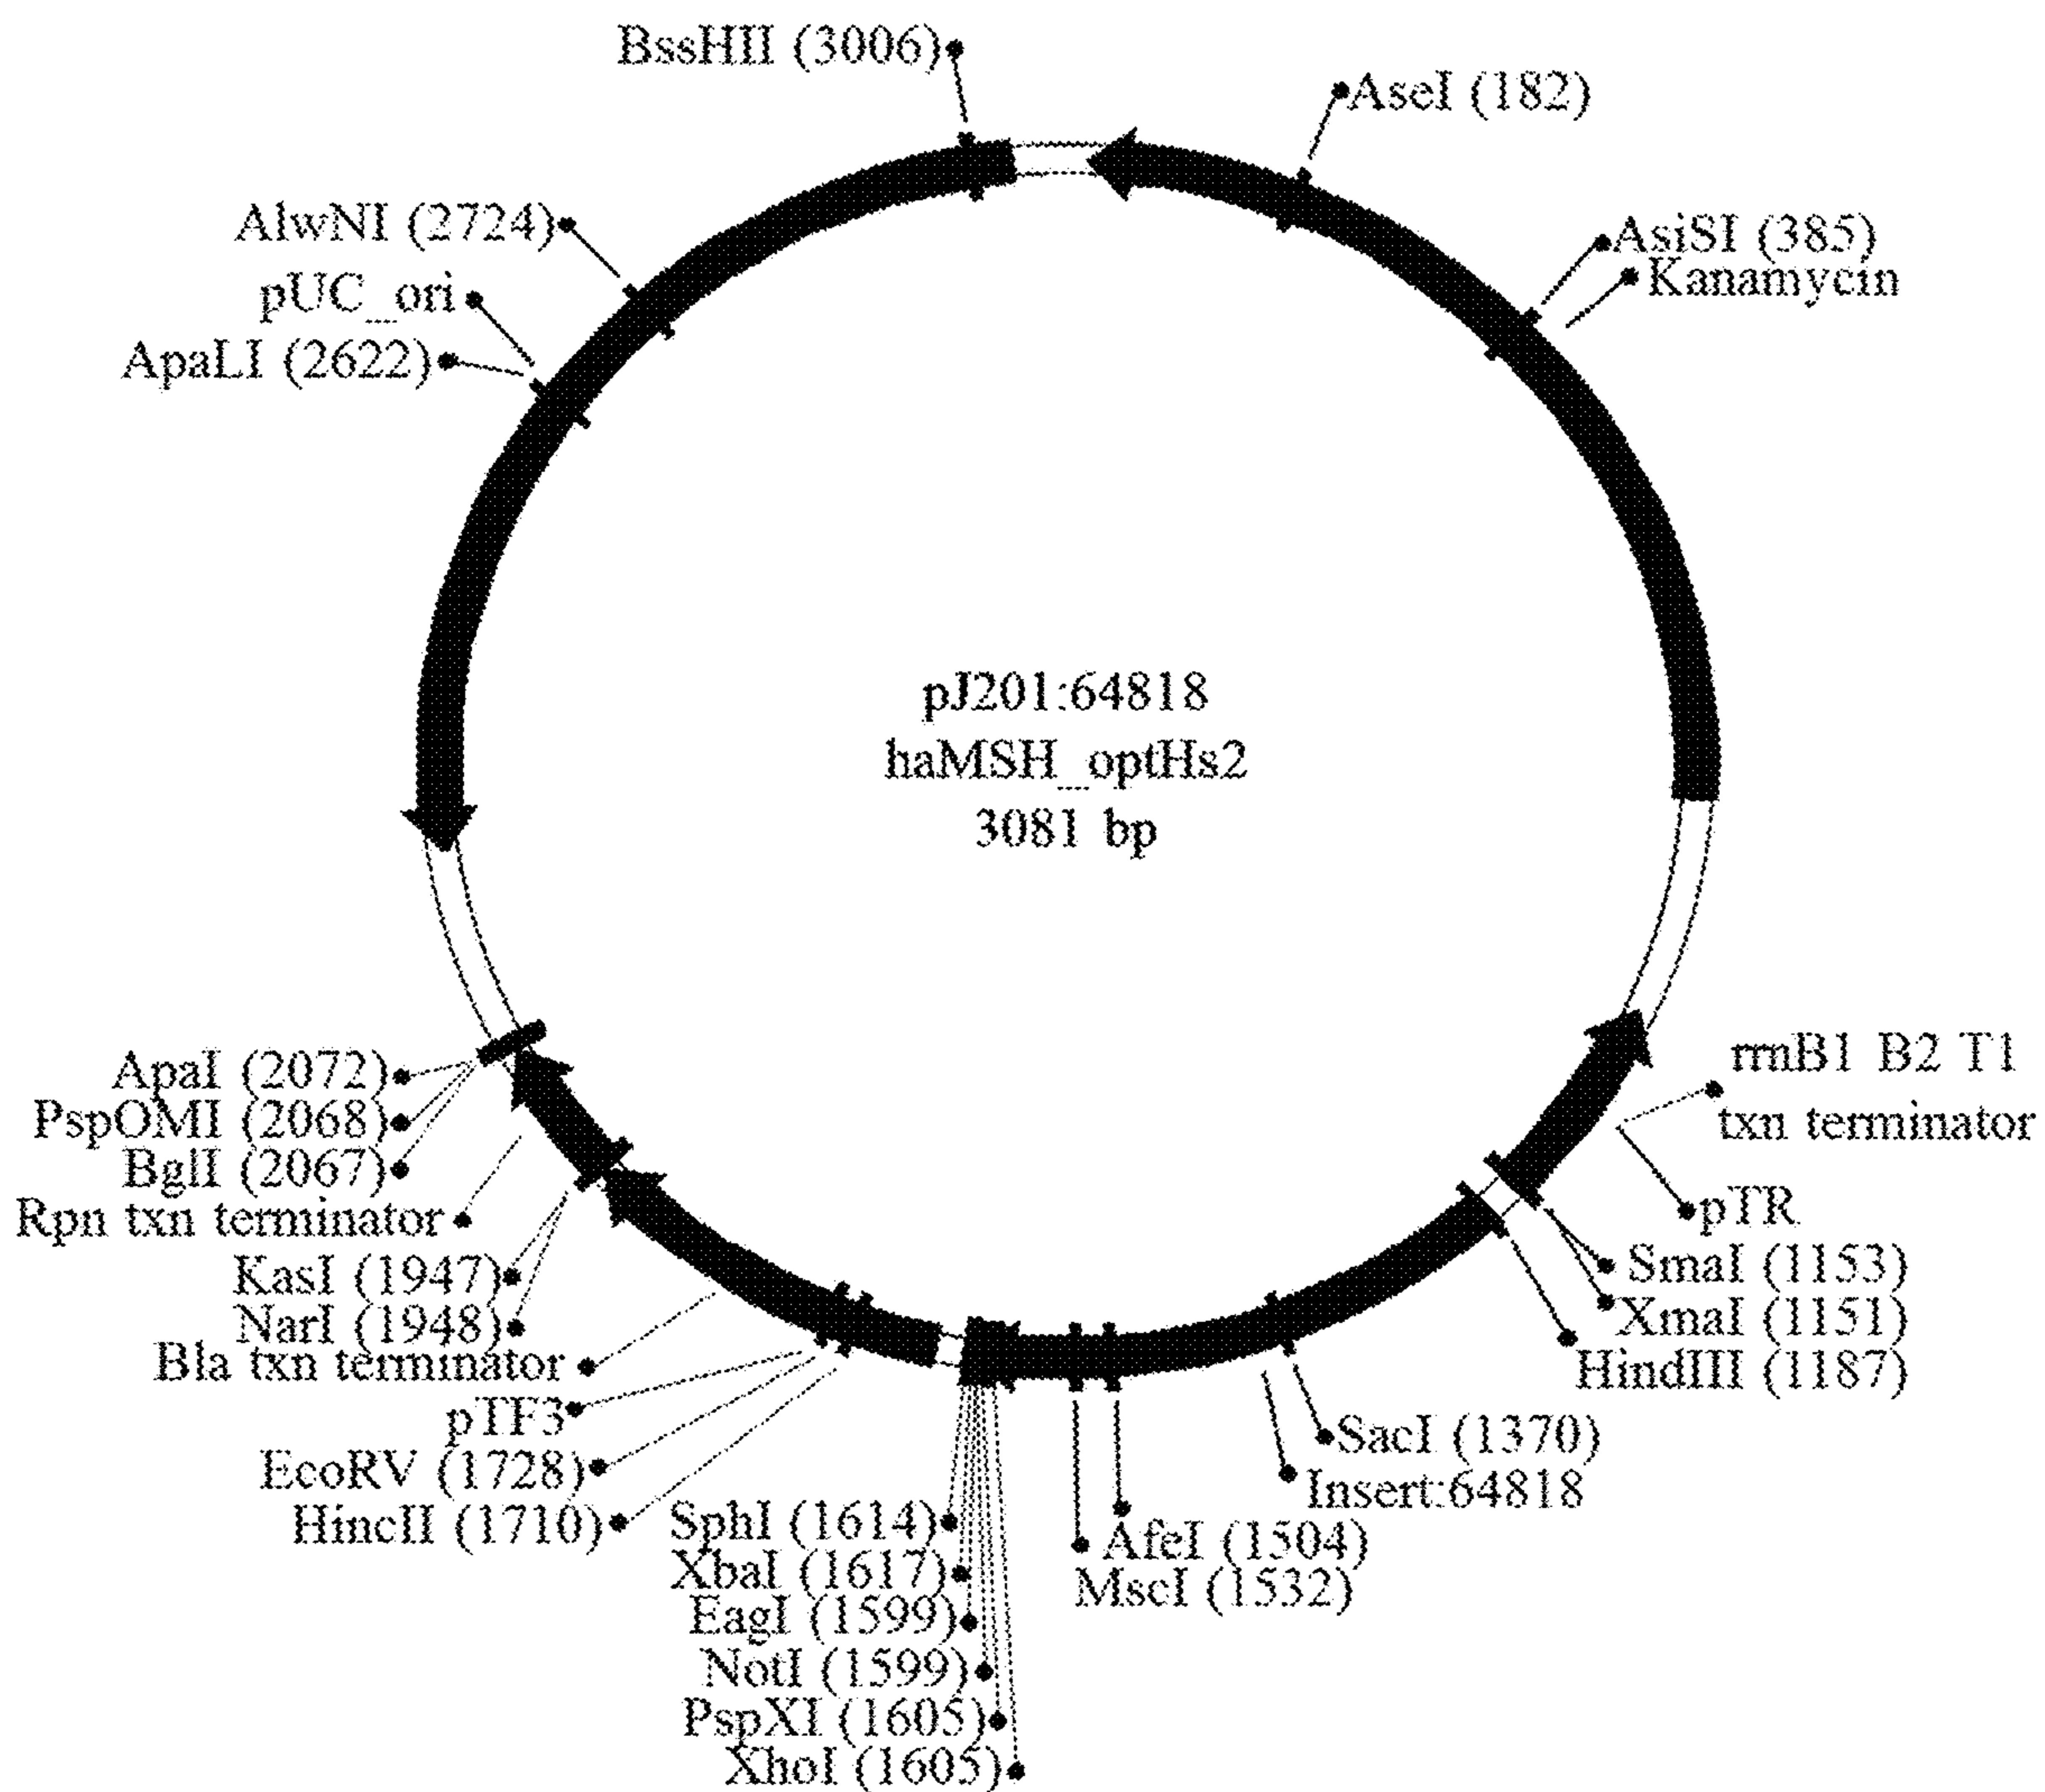 BssHII (3006)
AseI (182)
AlwNI (2724)
AsiSI (385)
pUC_ori
Kanamycin
ApaLI (2622)
pJ201:64818
haMSH_optHs2
3081 bp
ApaI (2072)
rrnB1 B2 T1
txn terminator
PspOMI (2068)
BglI (2067)
Rpn txn terminator
pTR
KasI (1947)
SmaI (1153)
NarI (1948)
XmaI (1151)
Bla txn terminator
HindIII (1187)
pTF3
SacI (1370)
EcoRV (1728)
Insert:64818
HincII (1710)
SphI (1614)
AfeI (1504)
XbaI (1617)
MscI (1532)
EagI (1599)
NotI (1599)
PspXI (1605)
XhoI (1605)